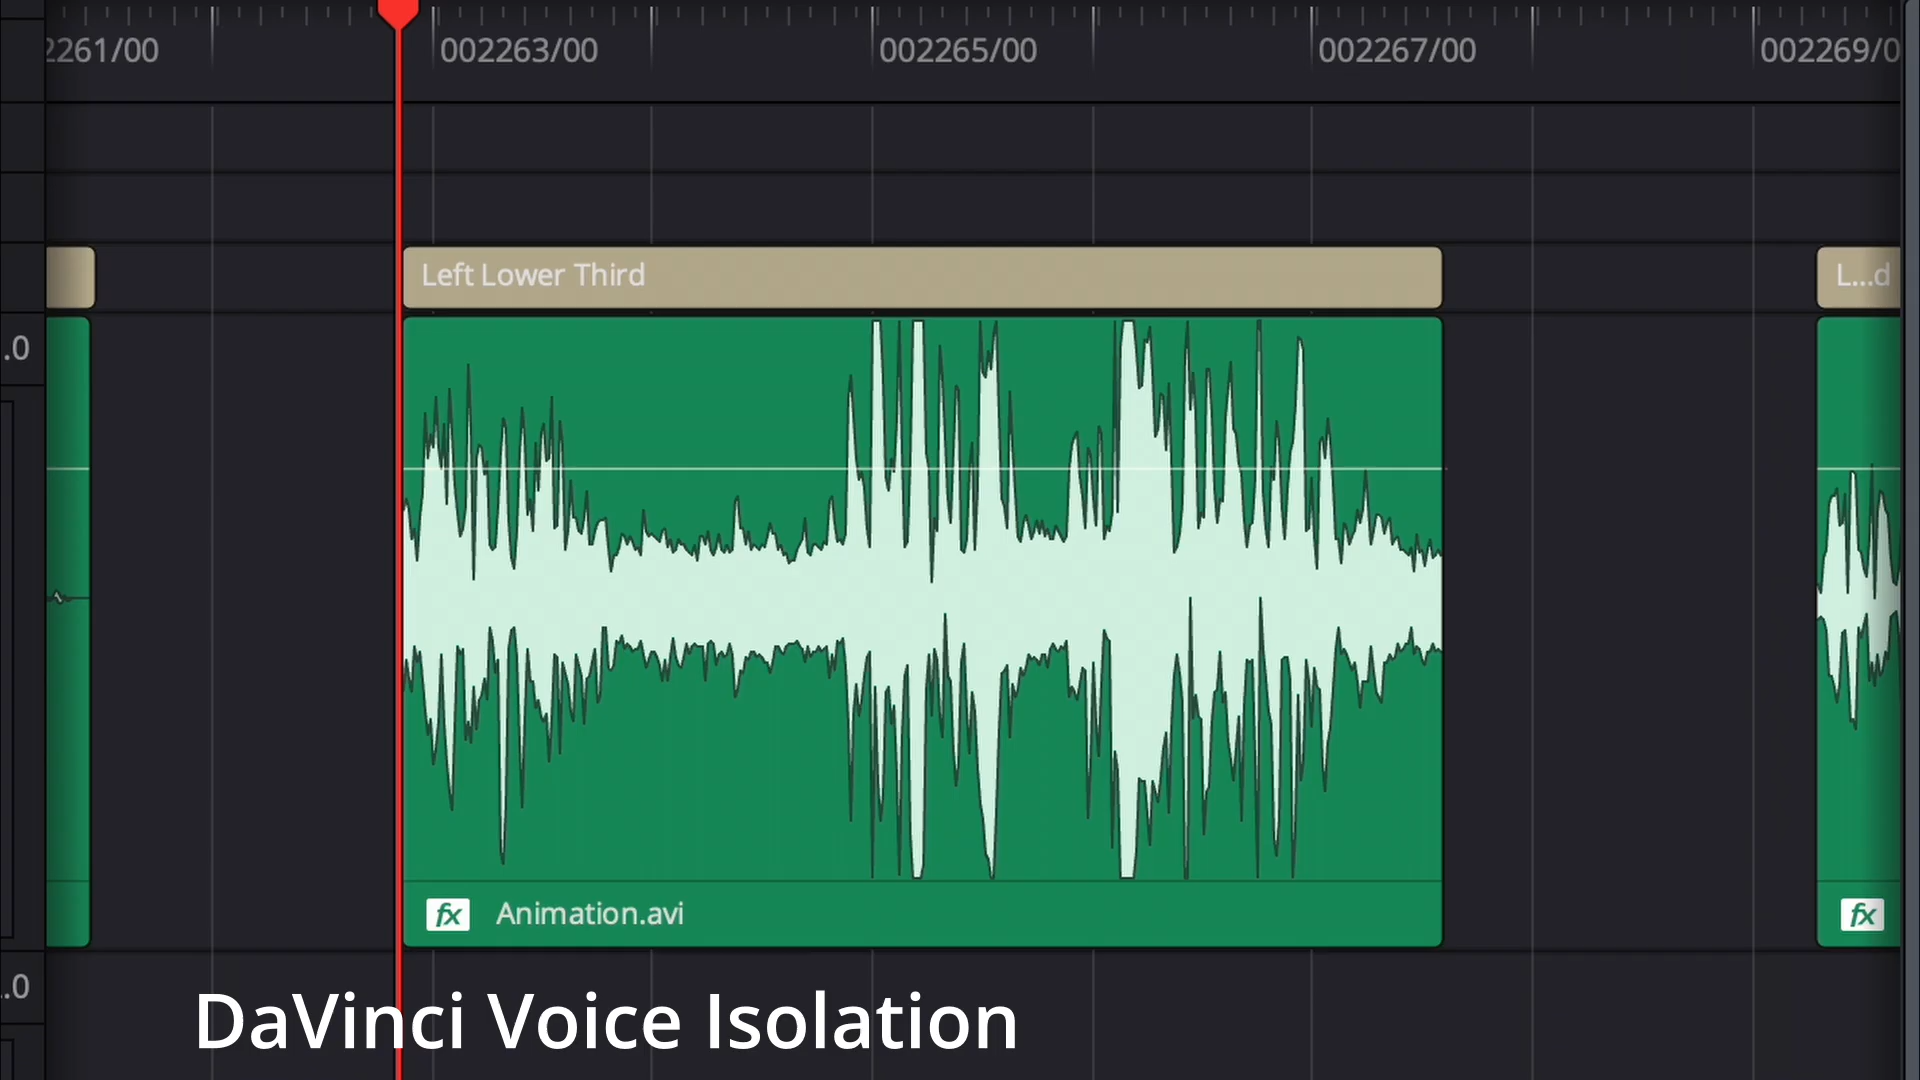 2261/00
002263/00
002265/00
002267/00
002269/0
Left Lower Third
L...d
.0
fx Animation.avi
fx
.0
DaVinci Voice Isolation